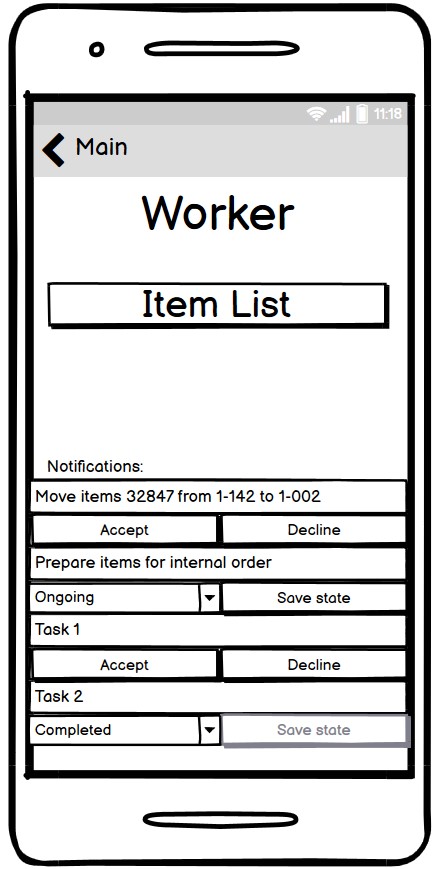 11:18
Main
Worker
Item List
Notifications:
Move items 32847 from 1-142 to 1-002
Accept Decline
Prepare items for internal order
Ongoing Save state
Task 1
Accept Decline
Task 2
Completed Save state